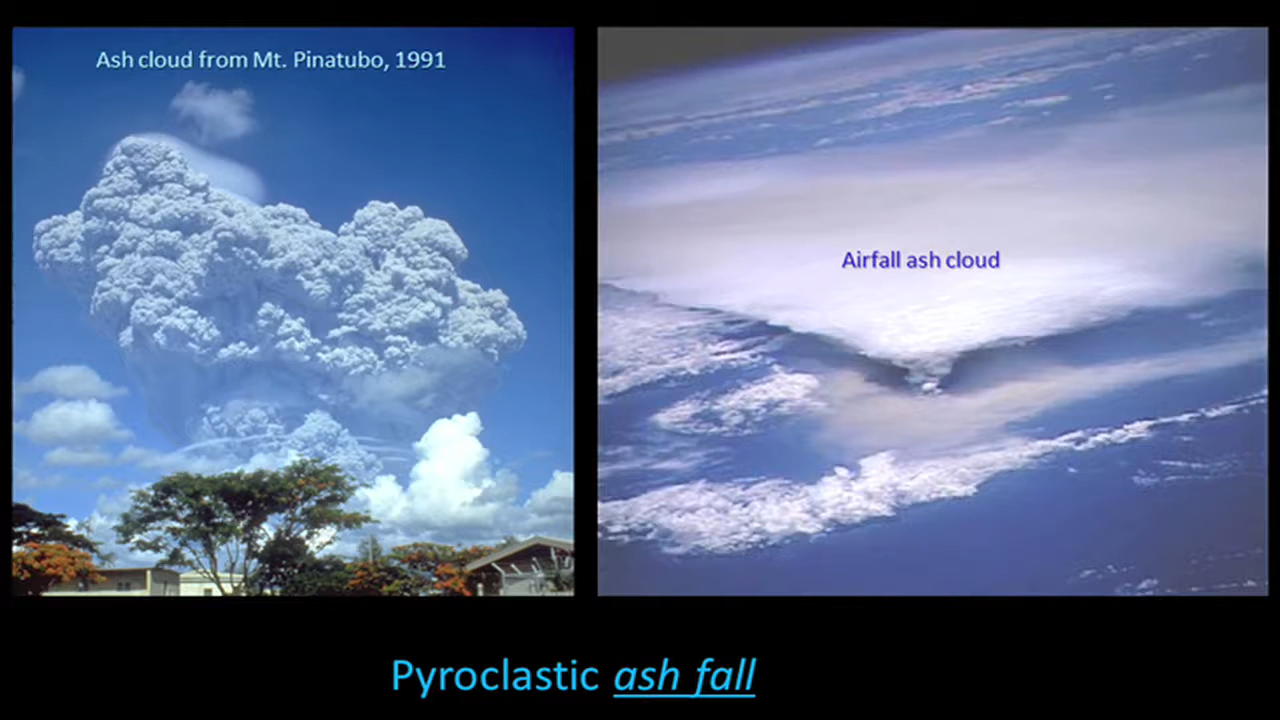 Ash cloud from Mt. Pinatubo, 1991
Airfall ash cloud
Pyroclastic ash fall